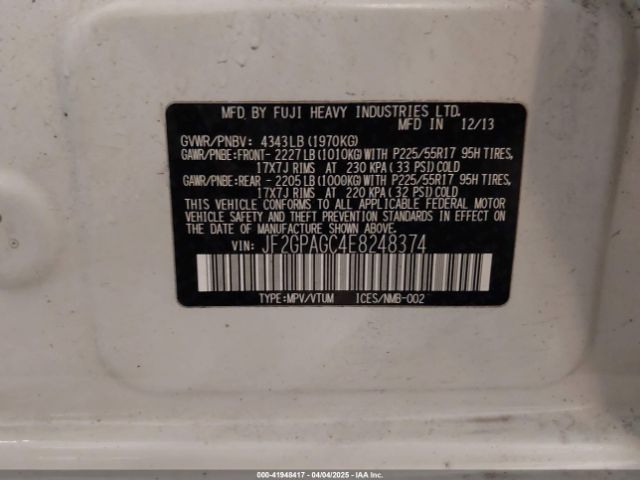 MFD BY FUJI HEAVY INDUSTRIES LTD.
MFD IN 12/13
GVWR/PNBV: 4343LB(1970KG)
GAWR/PNBE:FRONT- 2227LB(1010KG)WITH P225/55R17 95H TIRES,
17X7J RIMS AT 230 KPA(33 PSI)COLD
GAWR/PNBE:REAR - 2205LB(1000KG)WITH P225/55R17 95H TIRES,
17X7J RIMS AT 220 KPA(32 PSI)COLD
THIS VEHICLE CONFORMS TO ALL APPLICABLE FEDERAL MOTOR
VEHICLE SAFETY AND THEFT PREVENTION STANDARDS IN EFFECT ON
THE DATE OF MANUFACTURE SHOWN ABOVE.
VIN: JF2GPAGC4E8248374
TYPE:MPV/VTUM ICES/NMB-002
000-41948417 - 04/04/2025 - IAA Inc.